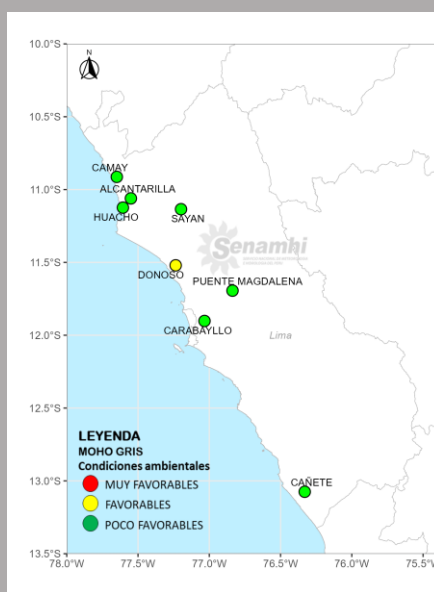 10.0°S
N
10.5°S
CAMAY
11.0°S
ALCANTARILLA
HUACHO
SAYAN
Senamhi
11.5°S
DONOSO
PUENTE MAGDALENA
CARABAYLLO
12.0°S
Lima
12.5°S
LEYENDA
MOHO GRIS
Condiciones ambientales
MUY FAVORABLES
FAVORABLES
POCO FAVORABLES
13.0°S
CAÑETE
13.5°S
78.0°W
77.5°W
77.0°W
76.5°W
76.0°W
75.5°W